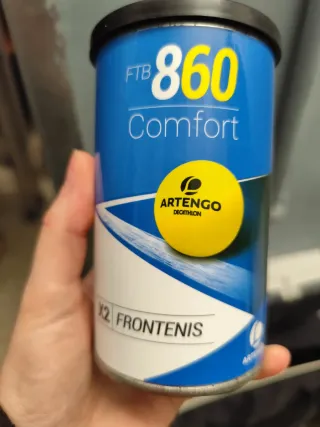 FTB 860
Comfort
ARTENGO
DECATHLON
X2 FRONTENIS